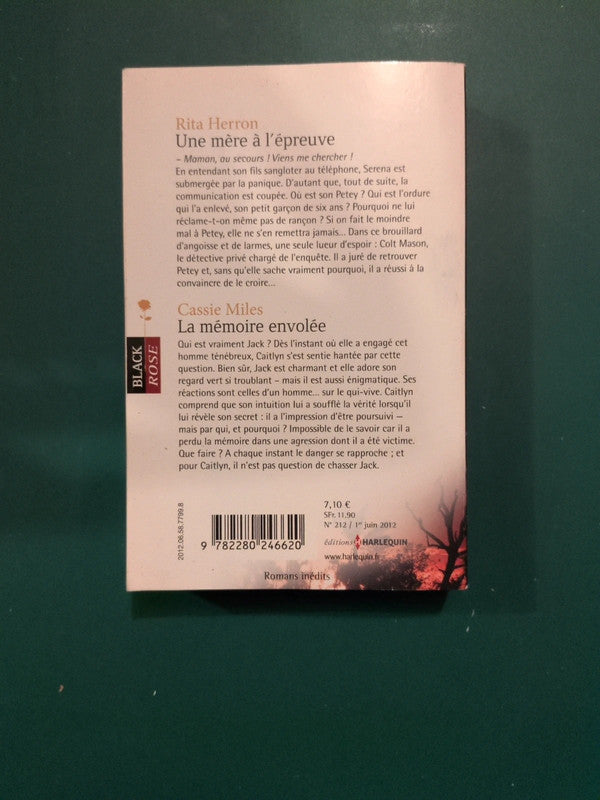 Rita Herron
Une mère à l'épreuve
– Maman, au secours ! Viens me chercher !
En entendant son fils sangloter au téléphone, Serena est
submergée par la panique. D'autant que, tout de suite, la
communication est coupée. Où est son Petey ? Qui est l'ordure
qui l'a enlevé, son petit garçon de six ans ? Pourquoi ne lui
réclame-t-on même pas de rançon ? Si on fait le moindre
mal à Petey, elle ne s'en remettra jamais... Dans ce brouillard
d'angoisse et de larmes, une seule lueur d'espoir : Colt Mason,
le détective privé chargé de l'enquête. Il a juré de retrouver
Petey et, sans qu'elle sache vraiment pourquoi, il a réussi à la
convaincre de le croire...
Cassie Miles
La mémoire envolée
Qui est vraiment Jack ? Dès l'instant où elle a engagé cet
homme ténébreux, Caitlyn s'est sentie hantée par cette
question. Bien sûr, Jack est charmant et elle adore son
regard vert si troublant – mais il est aussi énigmatique. Ses
réactions sont celles d'un homme... sur le qui-vive. Caitlyn
comprend que son intuition lui a soufflé la vérité lorsqu'il
lui révèle son secret : il a l'impression d'être poursuivi –
mais par qui, et pourquoi ? Impossible de le savoir car il a
perdu la mémoire dans une agression dont il a été victime.
Que faire ? A chaque instant le danger se rapproche ; et
pour Caitlyn, il n'est pas question de chasser Jack.
BLACK
ROSE
2012.06.58.7799.8
9 782280 246620
7,10 €
SFr. 11.90
N° 212 / 1er juin 2012
éditions HARLEQUIN
www.harlequin.fr
Romans inédits